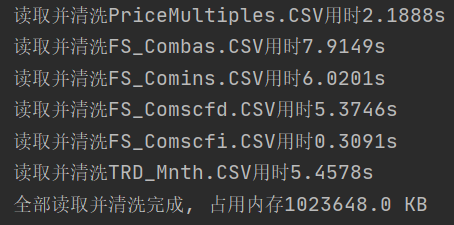 读取并清洗PriceMultiples.CSV用时2.1888s
读取并清洗FS_Combas.CSV用时7.9149s
读取并清洗FS_Comins.CSV用时6.0201s
读取并清洗FS_Comscfd.CSV用时5.3746s
读取并清洗FS_Comscfi.CSV用时0.3091s
读取并清洗TRD_Mnth.CSV用时5.4578s
全部读取并清洗完成, 占用内存1023648.0 KB